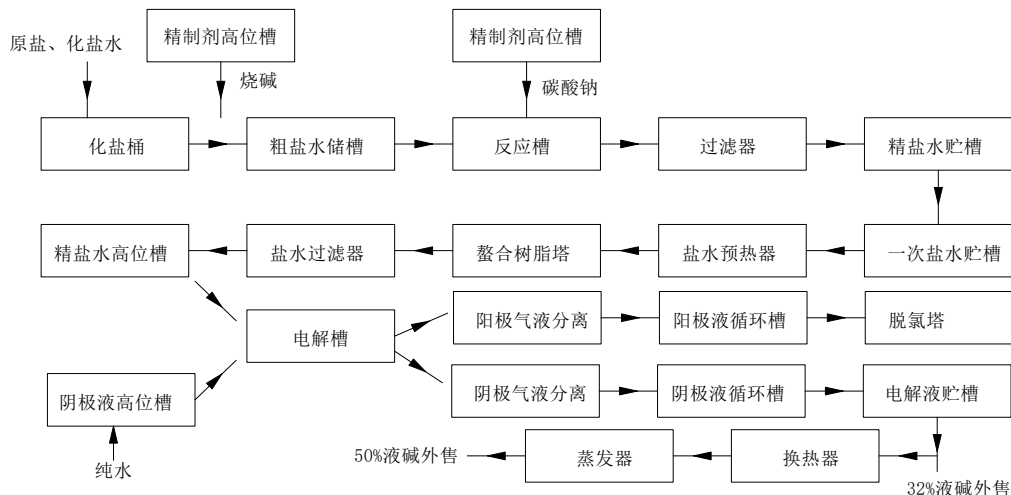 原盐、化盐水
精制剂高位槽
精制剂高位槽
烧碱
碳酸钠
化盐桶
粗盐水储槽
反应槽
过滤器
精盐水贮槽
精盐水高位槽
盐水过滤器
螯合树脂塔
盐水预热器
一次盐水贮槽
电解槽
阳极气液分离
阳极液循环槽
脱氯塔
阴极液高位槽
阴极气液分离
阴极液循环槽
电解液贮槽
纯水
50%液碱外售
蒸发器
换热器
32%液碱外售